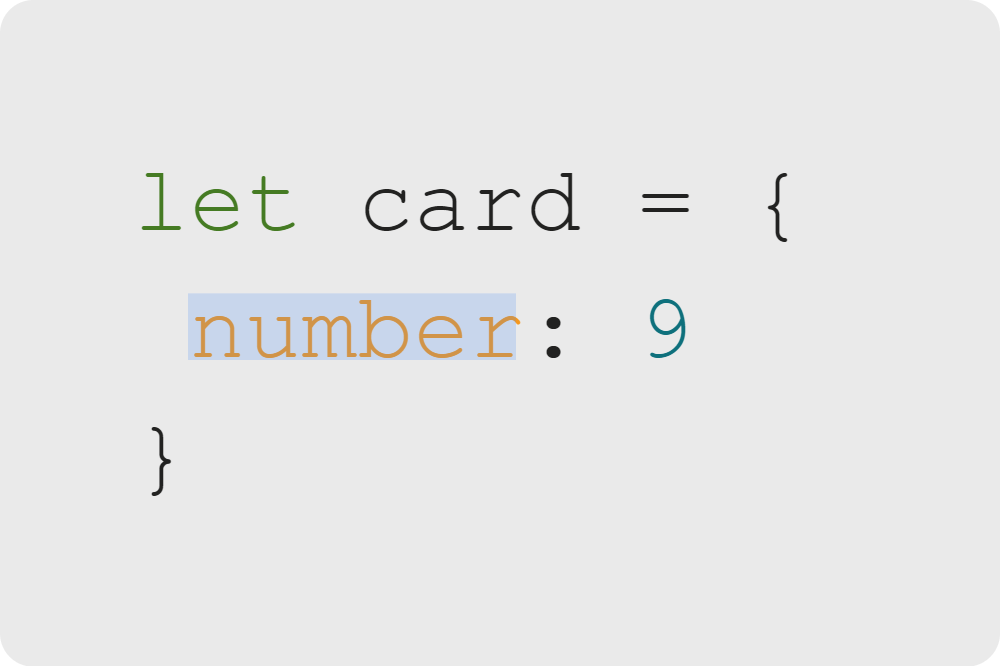 let card = {
number: 9
}